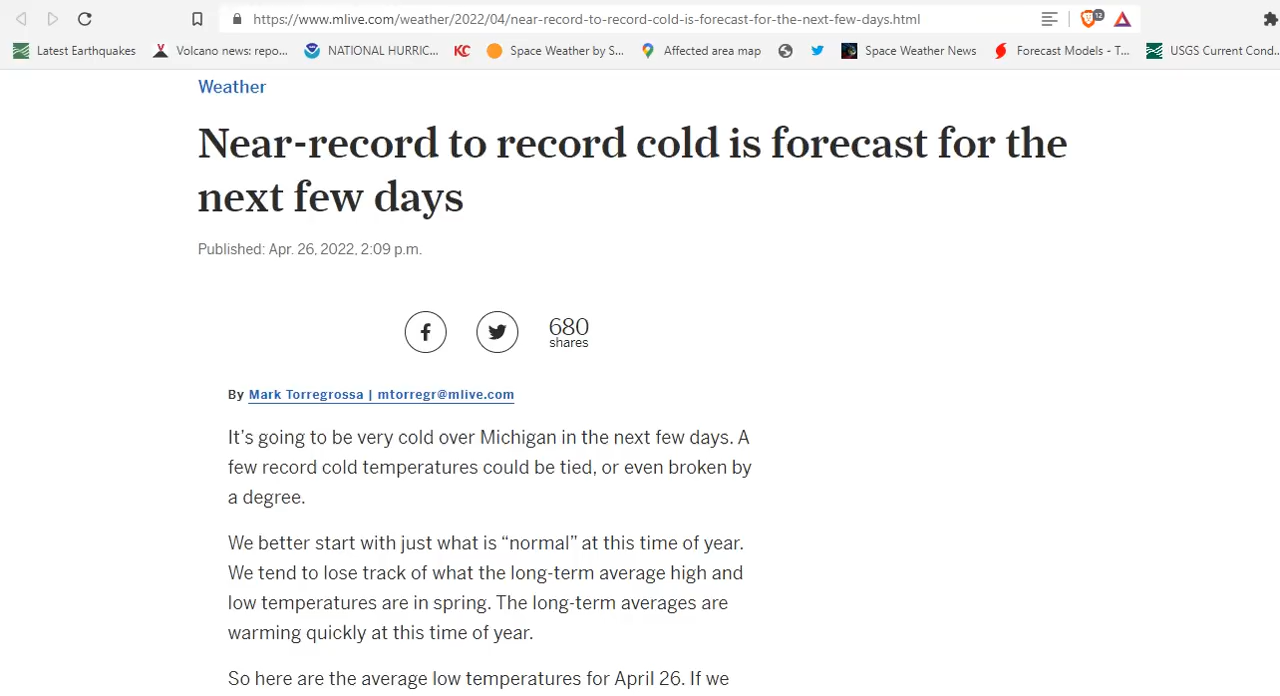 https://www.mlive.com/weather/2022/04/near-record-to-record-cold-is-forecast-for-the-next-few-days.html
12
Latest Earthquakes Volcano news: repo... NATIONAL HURRIC... KC Space Weather by S... Affected area map Space Weather News Forecast Models - T... USGS Current Cond...
Weather
Near-record to record cold is forecast for the
next few days
Published: Apr. 26, 2022, 2:09 p.m.
680
shares
By Mark Torregrossa | mtorregr@mlive.com
It’s going to be very cold over Michigan in the next few days. A
few record cold temperatures could be tied, or even broken by
a degree.
We better start with just what is “normal” at this time of year.
We tend to lose track of what the long-term average high and
low temperatures are in spring. The long-term averages are
warming quickly at this time of year.
So here are the average low temperatures for April 26. If we